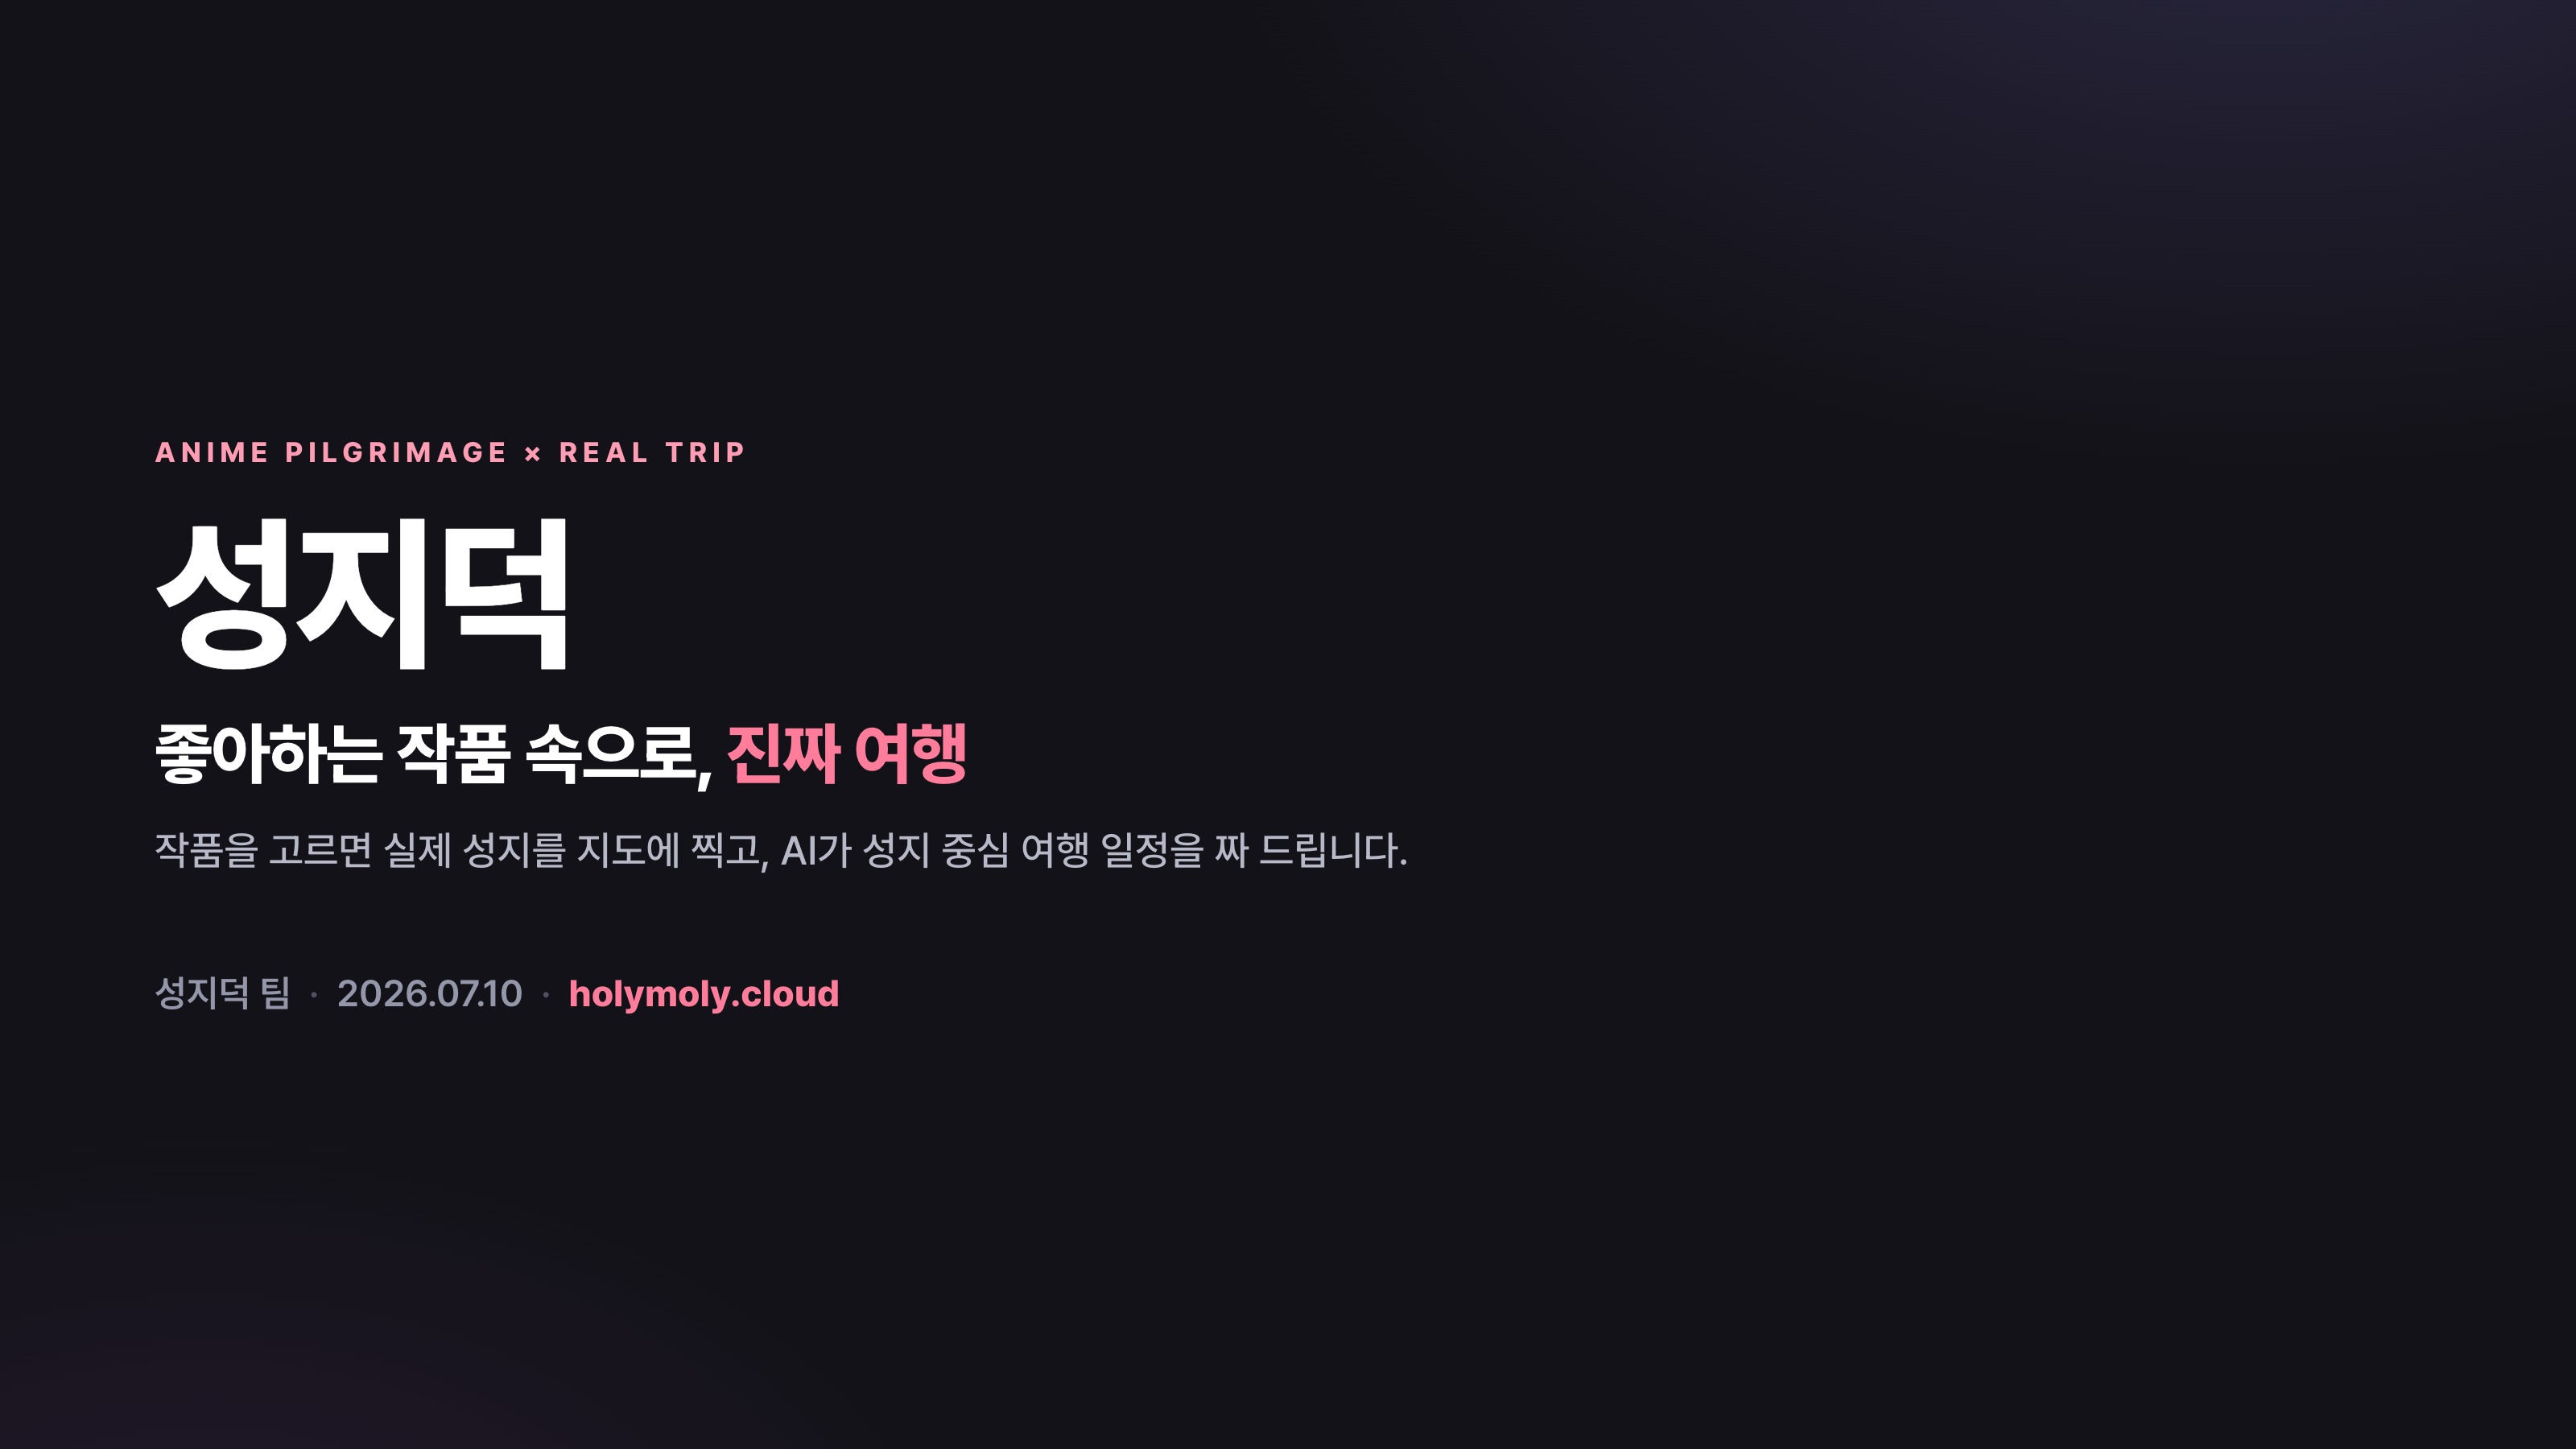 ANIME PILGRIMAGE × REAL TRIP
성지덕
좋아하는 작품 속으로, 진짜 여행
작품을 고르면 실제 성지를 지도에 찍고, AI가 성지 중심 여행 일정을 짜 드립니다.
성지덕 팀 · 2026.07.10 · holymoly.cloud